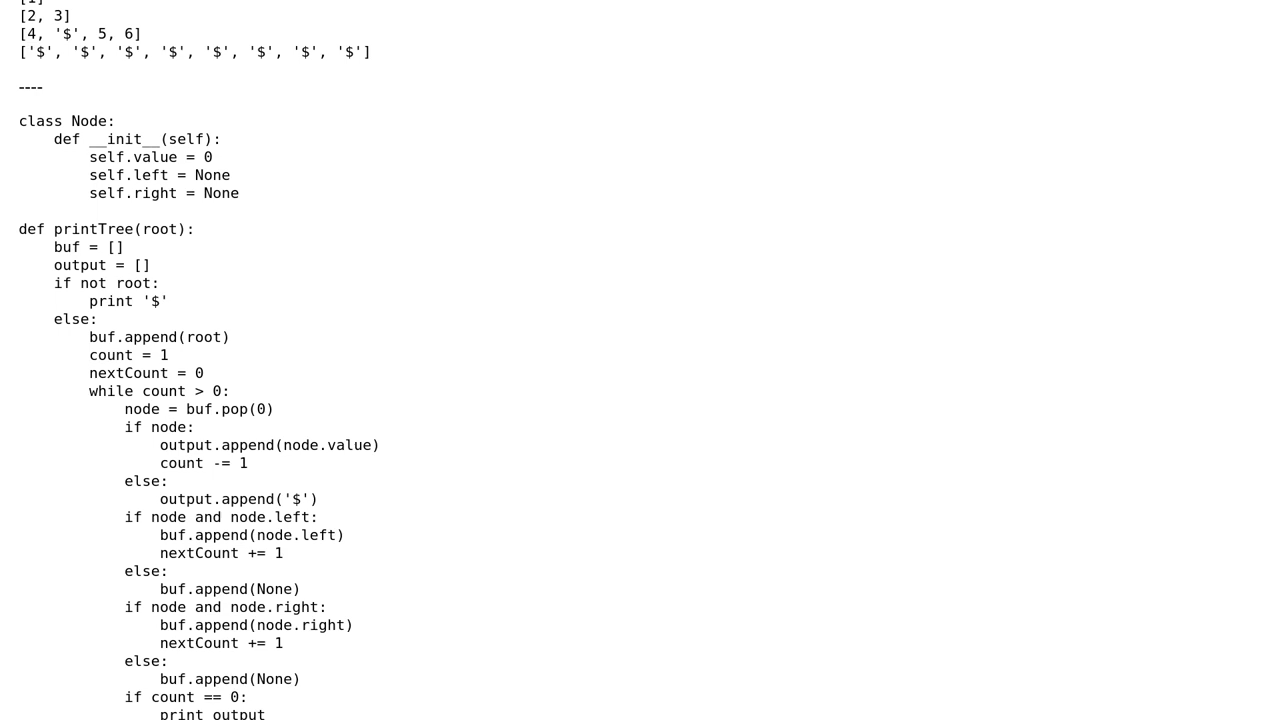 [1]
[2, 3]
[4, '$', 5, 6]
['$', '$', '$', '$', '$', '$', '$', '$']
----
class Node:
    def __init__(self):
        self.value = 0
        self.left = None
        self.right = None
def printTree(root):
    buf = []
    output = []
    if not root:
        print '$'
    else:
        buf.append(root)
        count = 1
        nextCount = 0
        while count > 0:
            node = buf.pop(0)
            if node:
                output.append(node.value)
                count -= 1
            else:
                output.append('$')
            if node and node.left:
                buf.append(node.left)
                nextCount += 1
            else:
                buf.append(None)
            if node and node.right:
                buf.append(node.right)
                nextCount += 1
            else:
                buf.append(None)
            if count == 0:
                print output